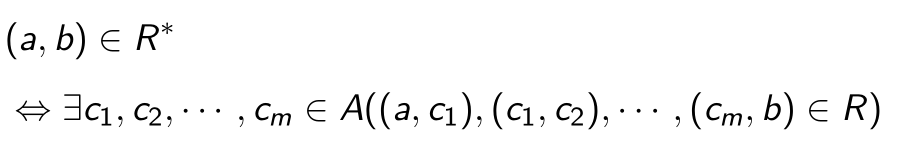 (a, b) ∈ R*
⇔ ∃c₁, c₂, ⋯ , cₘ ∈ A((a, c₁), (c₁, c₂), ⋯ , (cₘ, b) ∈ R)